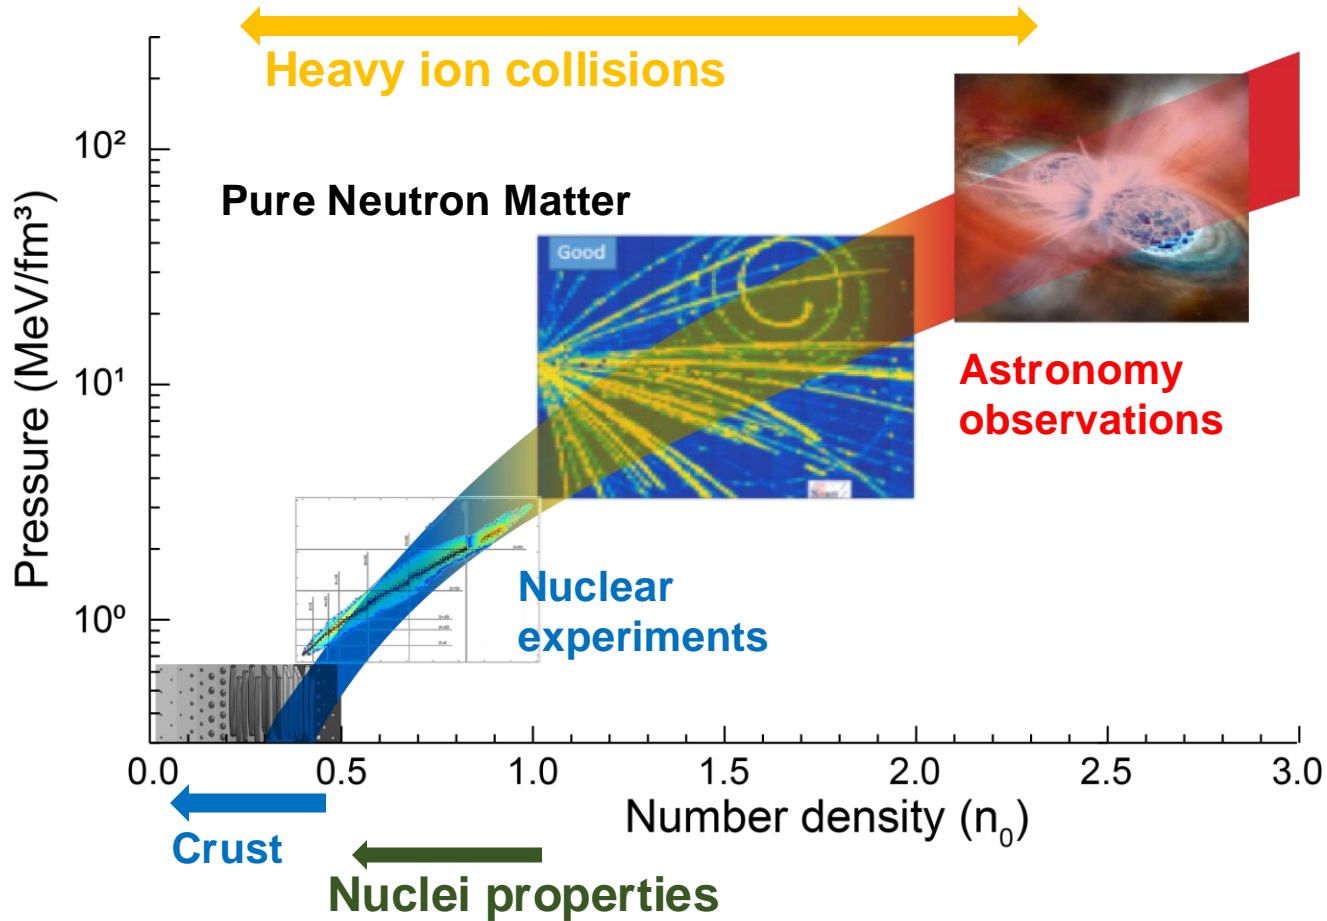 Heavy ion collisions
10²
Pure Neutron Matter
Good
Pressure (MeV/fm³)
10¹
Astronomy
observations
Nuclear
experiments
10⁰
0.0 0.5 1.0 1.5 2.0 2.5 3.0
Number density (n₀)
Crust
Nuclei properties